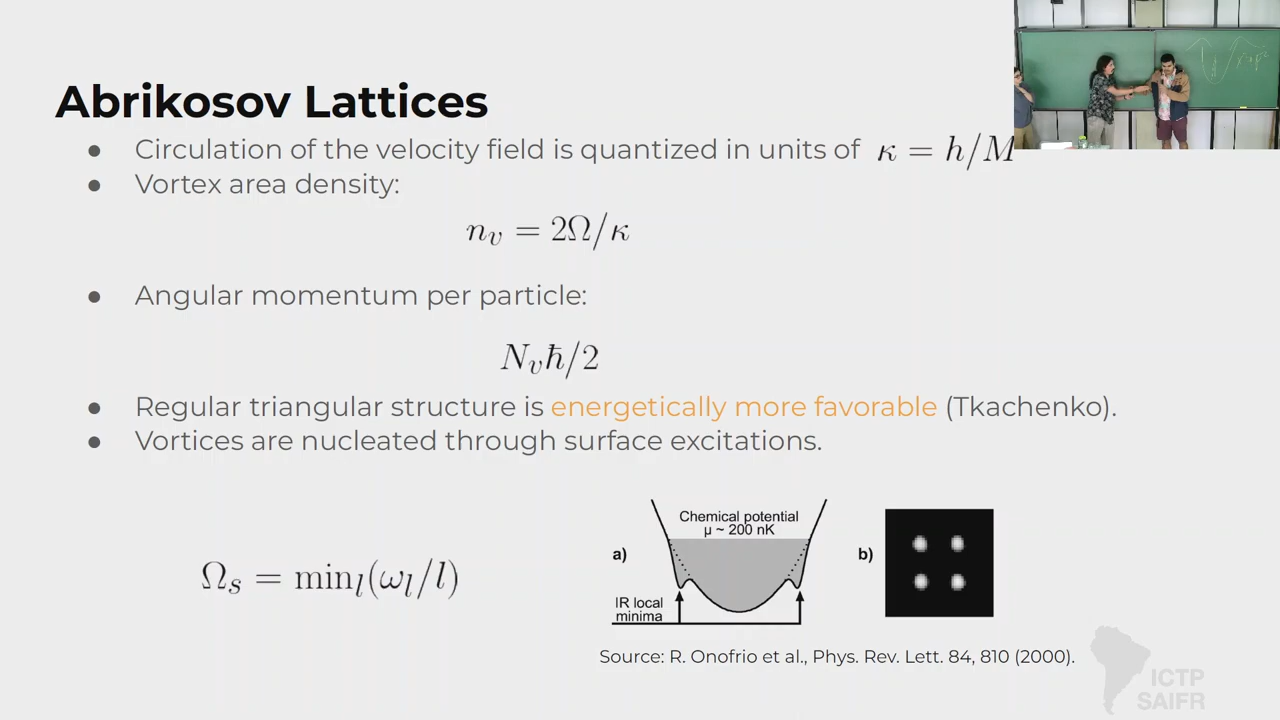 Abrikosov Lattices
● Circulation of the velocity field is quantized in units of κ = h/M
● Vortex area density:
n_v = 2Ω/κ
● Angular momentum per particle:
N_vħ/2
● Regular triangular structure is energetically more favorable (Tkachenko).
● Vortices are nucleated through surface excitations.
Ω_s = min_l(ω_l/l)
a)
Chemical potential
μ ~ 200 nK
IR local
minima
b)
Source: R. Onofrio et al., Phys. Rev. Lett. 84, 810 (2000).
ICTP
SAIFR